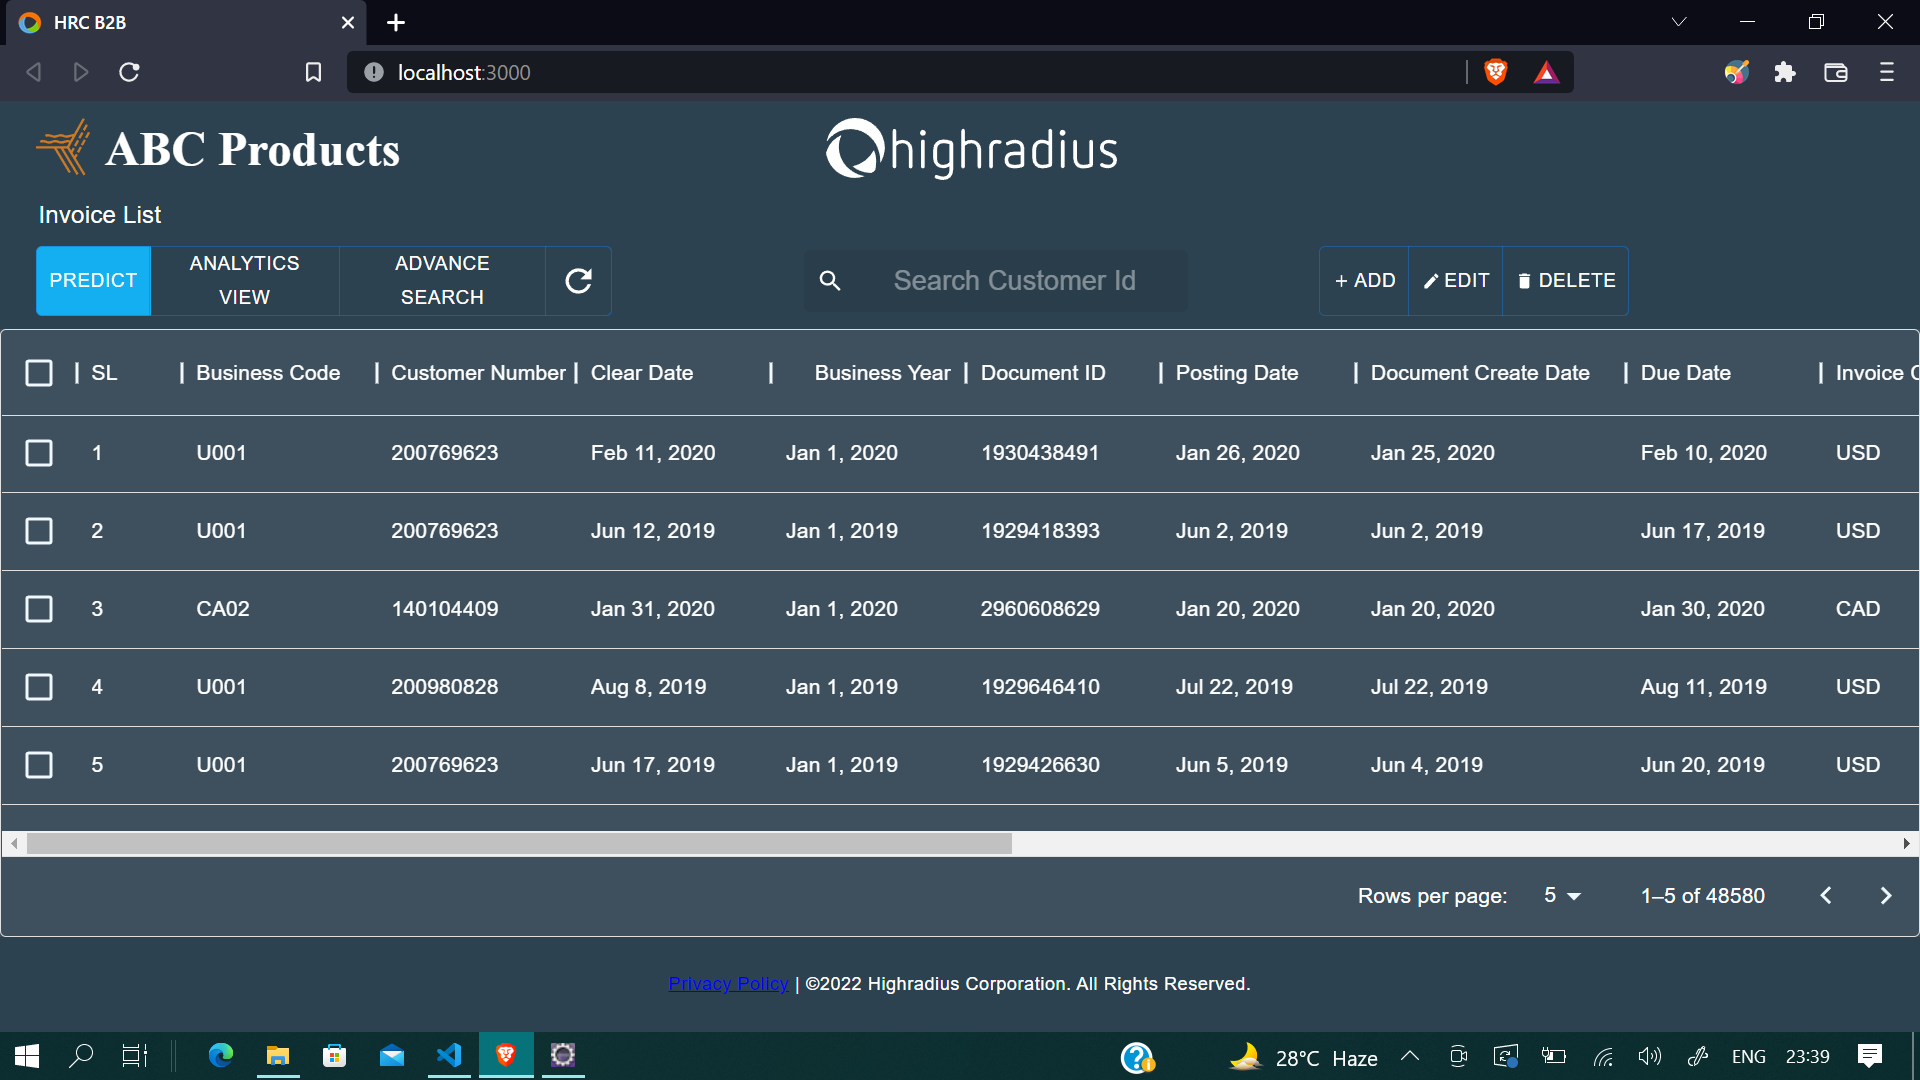 HRC B2B
localhost:3000
ABC Products
highradius
Invoice List
PREDICT
ANALYTICS VIEW
ADVANCE SEARCH
Search Customer Id
+ ADD
EDIT
DELETE
SL | Business Code | Customer Number | Clear Date | Business Year | Document ID | Posting Date | Document Create Date | Due Date | Invoice C
1 U001 200769623 Feb 11, 2020 Jan 1, 2020 1930438491 Jan 26, 2020 Jan 25, 2020 Feb 10, 2020 USD
2 U001 200769623 Jun 12, 2019 Jan 1, 2019 1929418393 Jun 2, 2019 Jun 2, 2019 Jun 17, 2019 USD
3 CA02 140104409 Jan 31, 2020 Jan 1, 2020 2960608629 Jan 20, 2020 Jan 20, 2020 Jan 30, 2020 CAD
4 U001 200980828 Aug 8, 2019 Jan 1, 2019 1929646410 Jul 22, 2019 Jul 22, 2019 Aug 11, 2019 USD
5 U001 200769623 Jun 17, 2019 Jan 1, 2019 1929426630 Jun 5, 2019 Jun 4, 2019 Jun 20, 2019 USD
Rows per page: 5 1–5 of 48580
Privacy Policy | ©2022 Highradius Corporation. All Rights Reserved.
28°C Haze ENG 23:39